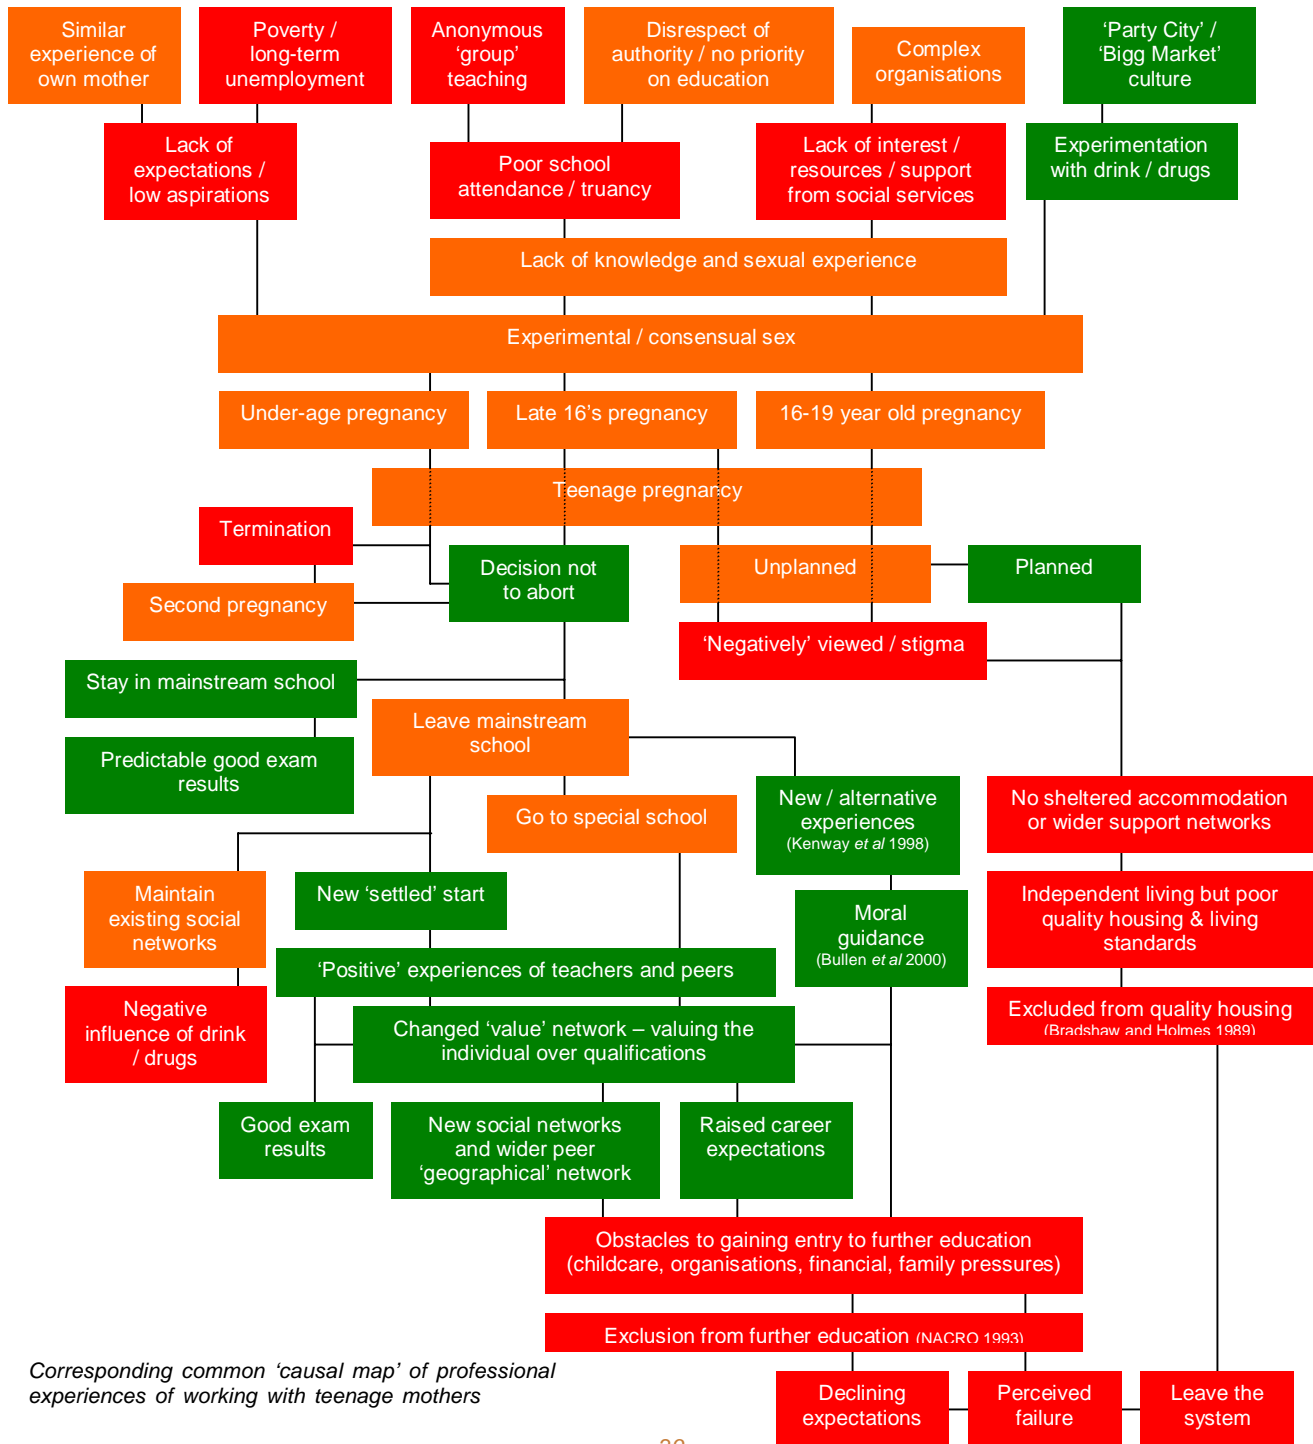 Similar
experience of
own mother
Poverty /
long-term
unemployment
Anonymous
‘group’
teaching
Disrespect of
authority / no priority
on education
Complex
organisations
‘Party City’ /
‘Bigg Market’
culture
Lack of
expectations /
low aspirations
Poor school
attendance / truancy
Lack of interest /
resources / support
from social services
Experimentation
with drink / drugs
Lack of knowledge and sexual experience
Experimental / consensual sex
Under-age pregnancy
Late 16’s pregnancy
16-19 year old pregnancy
Teenage pregnancy
Termination
Decision not
to abort
Unplanned
Planned
Second pregnancy
‘Negatively’ viewed / stigma
Stay in mainstream school
Leave mainstream
school
Predictable good exam
results
Go to special school
New / alternative
experiences
(Kenway et al 1998)
No sheltered accommodation
or wider support networks
Maintain
existing social
networks
New ‘settled’ start
Moral
guidance
(Bullen et al 2000)
Independent living but poor
quality housing & living
standards
‘Positive’ experiences of teachers and peers
Negative
influence of drink
/ drugs
Changed ‘value’ network – valuing the
individual over qualifications
Excluded from quality housing
(Bradshaw and Holmes 1989)
Good exam
results
New social networks
and wider peer
‘geographical’ network
Raised career
expectations
Obstacles to gaining entry to further education
(childcare, organisations, financial, family pressures)
Exclusion from further education (NACRO 1993)
Corresponding common ‘causal map’ of professional
experiences of working with teenage mothers
Declining
expectations
Perceived
failure
Leave the
system